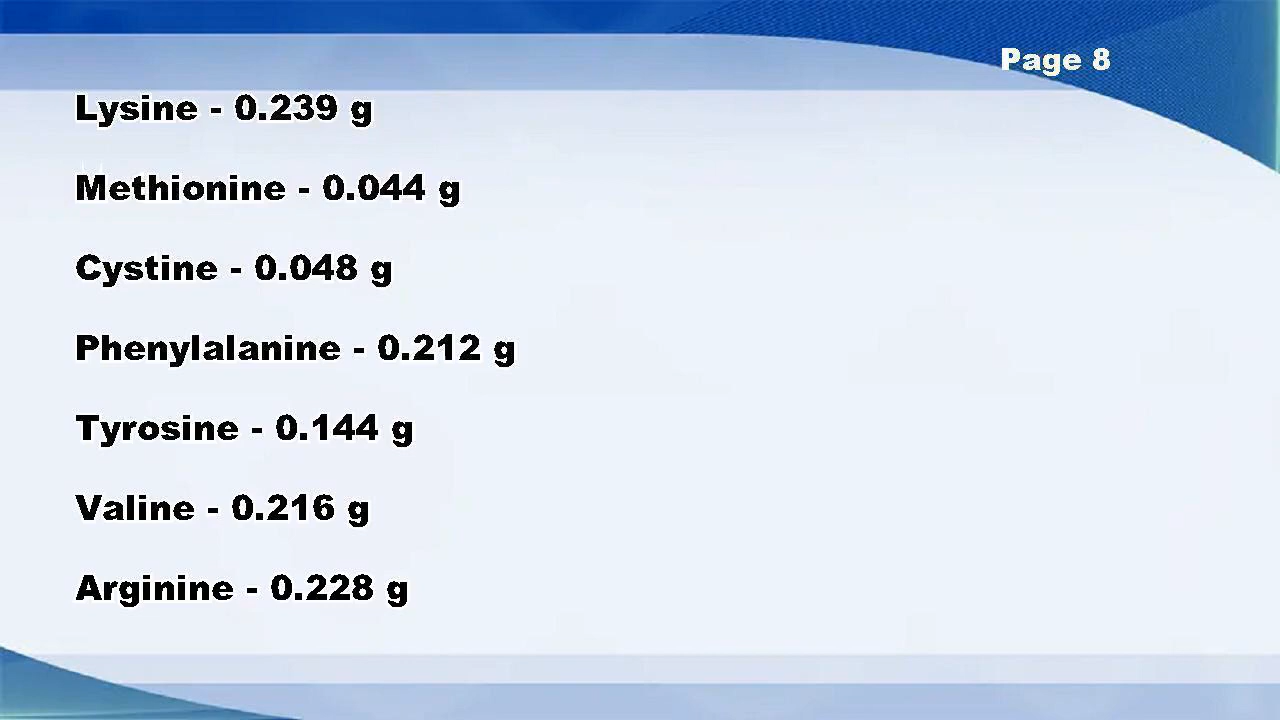 Page 8
Lysine - 0.239 g
Methionine - 0.044 g
Cystine - 0.048 g
Phenylalanine - 0.212 g
Tyrosine - 0.144 g
Valine - 0.216 g
Arginine - 0.228 g